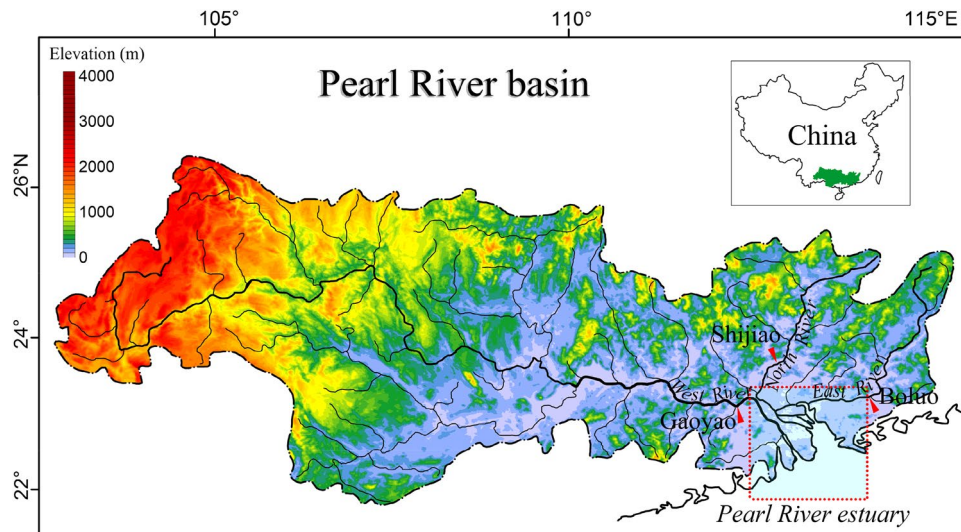 105°
110°
115°E
Elevation (m)
4000
3000
2000
1000
0
Pearl River basin
China
26°N
24°
22°
Shijiao
North River
West River
East River
Boluo
Gaoyao
Pearl River estuary